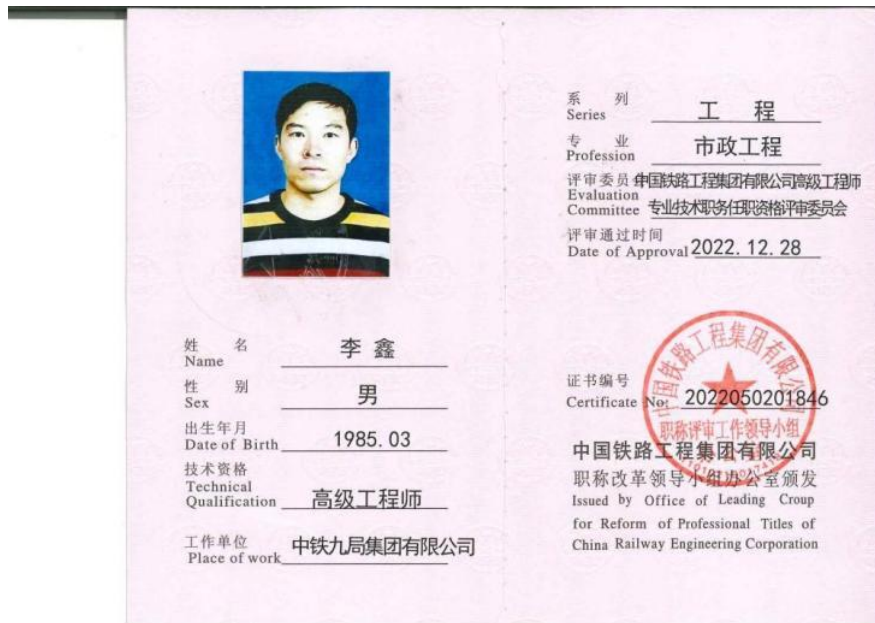 姓 名
Name 李 鑫
性 别
Sex 男
出生年月
Date of Birth 1985.03
技术资格
Technical
Qualification 高级工程师
工作单位
Place of work 中铁九局集团有限公司
系 列
Series 工 程
专 业
Profession 市政工程
评审委员会中国铁路工程集团有限公司高级工程师
Evaluation
Committee 专业技术职务任职资格评审委员会
评审通过时间
Date of Approval 2022.12.28
中国铁路工程集团有限公司
职称评审工作领导小组
证书编号
Certificate No: 2022050201846
中国铁路工程集团有限公司
职称改革领导小组办公室颁发
Issued by Office of Leading Croup
for Reform of Professional Titles of
China Railway Engineering Corporation